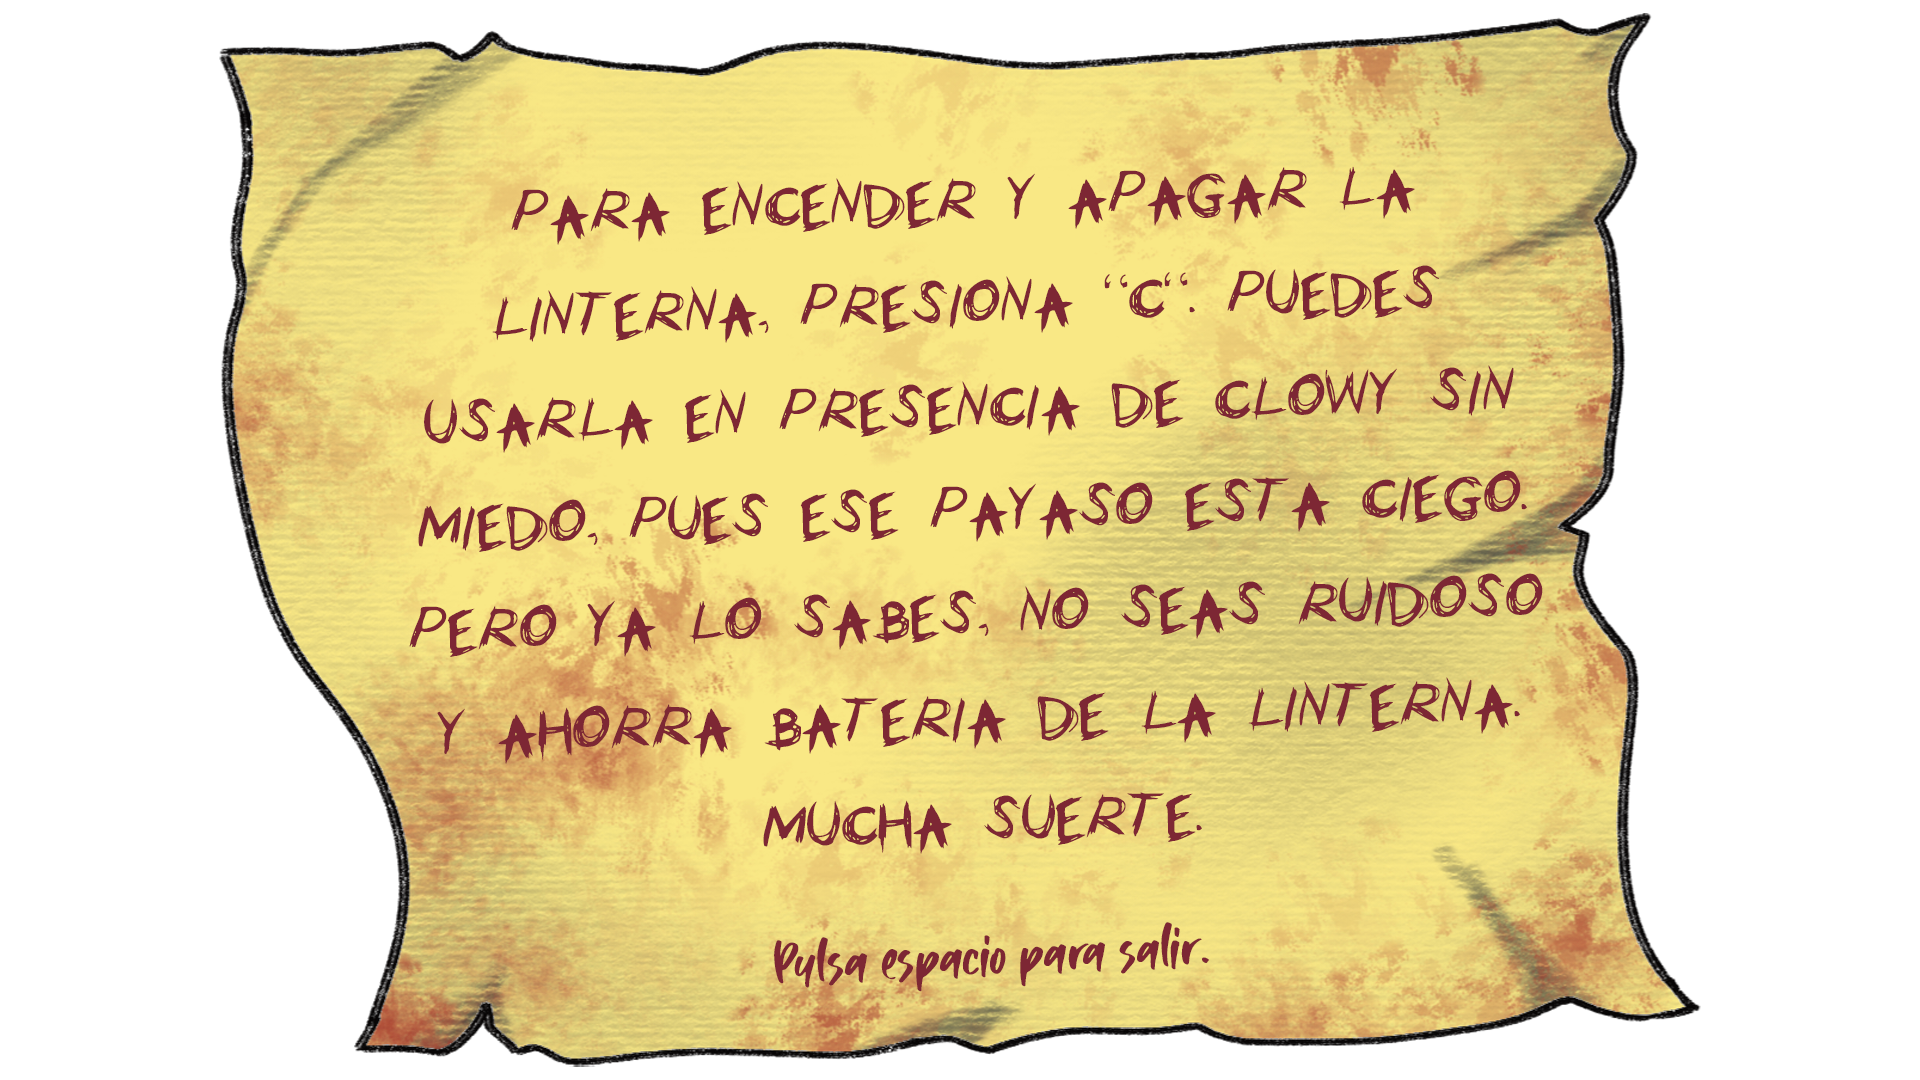 PARA ENCENDER Y APAGAR LA
LINTERNA, PRESIONA “C“. PUEDES
USARLA EN PRESENCIA DE CLOWY SIN
MIEDO, PUES ESE PAYASO ESTA CIEGO.
PERO YA LO SABES, NO SEAS RUIDOSO
Y AHORRA BATERIA DE LA LINTERNA.
MUCHA SUERTE.
Pulsa espacio para salir.